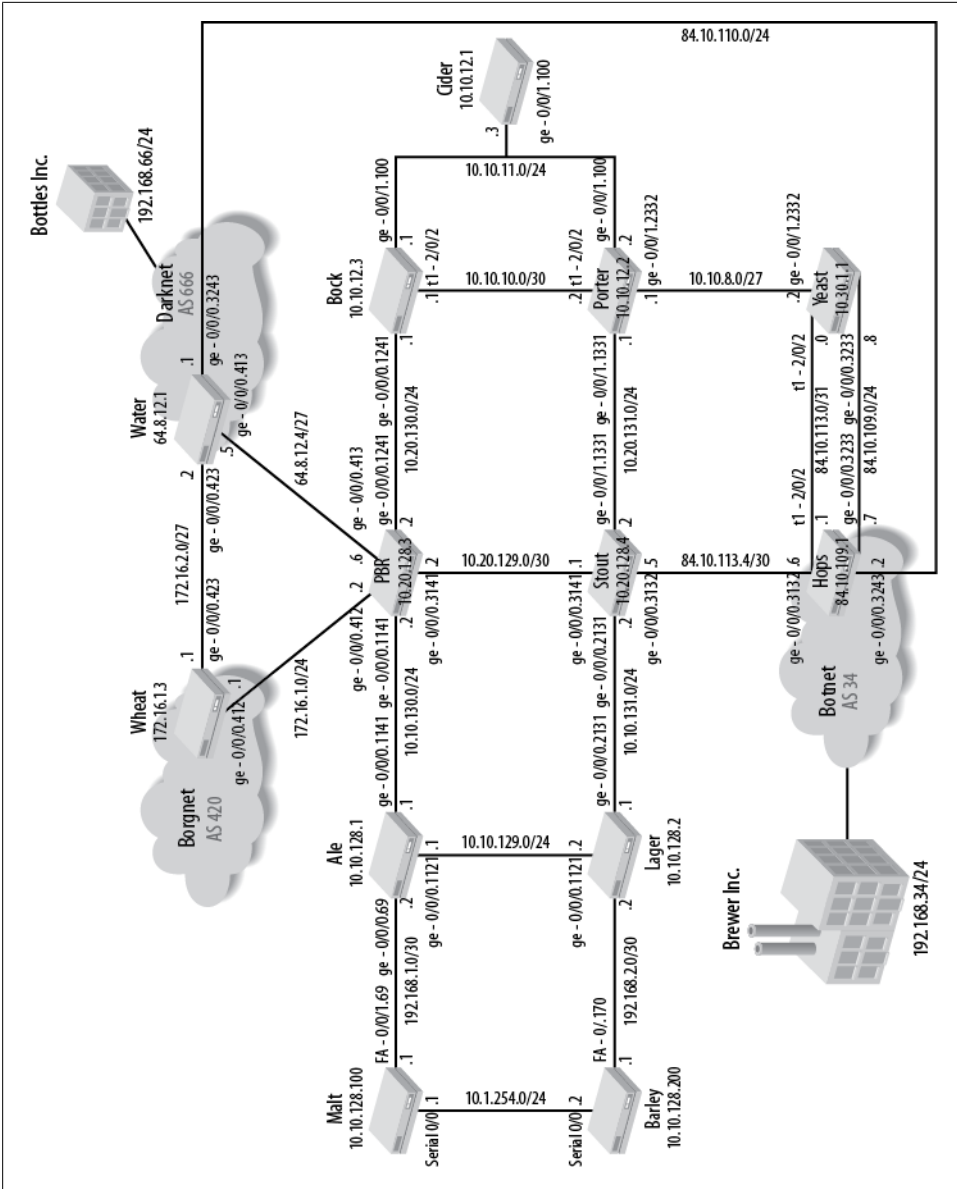 Bottles Inc.
192.168.66/24
Darknet
AS 666
84.10.110.0/24
Water
64.8.12.1
.1
ge - 0/0/0.3243
.2
ge - 0/0/0.423
.5
ge - 0/0/0.413
172.16.2.0/27
Borgnet
AS 420
Wheat
172.16.1.3
.1
ge - 0/0/0.423
ge - 0/0/0.412
.1
172.16.1.0/24
64.8.12.4/27
Cider
10.10.12.1
.3
ge - 0/0/1.100
10.10.11.0/24
Malt
10.10.128.100
FA - 0/0/1.69
.1
192.168.1.0/30
Serial 0/0
.1
10.1.254.0/24
Ale
10.10.128.1
ge - 0/0/0.69
.2
ge - 0/0/0.1141
.1
ge - 0/0/0.1121
.1
10.10.130.0/24
10.10.129.0/24
PBR
10.20.128.3
ge - 0/0/0.412
.2
.6
ge - 0/0/0.413
ge - 0/0/0.1141
.2
ge - 0/0/0.3141
.2
ge - 0/0/0.1241
.2
10.20.130.0/24
10.20.129.0/30
Bock
10.10.12.3
ge - 0/0/0.1241
.1
ge - 0/0/1.100
.1
.1
t1 - 2/0/2
10.10.10.0/30
Barley
10.10.128.200
Serial 0/0
.2
FA - 0/.170
.1
192.168.2.0/30
Lager
10.10.128.2
ge - 0/0/0.1121
.2
.2
.1
ge - 0/0/0.2131
10.10.131.0/24
Stout
10.20.128.4
ge - 0/0/0.3141
.1
ge - 0/0/0.2131
.2
ge - 0/0/0.3132
.5
ge - 0/0/1.1331
.2
10.20.131.0/24
84.10.113.4/30
Porter
10.10.12.2
.2
t1 - 2/0/2
ge - 0/0/1.1331
.1
ge - 0/0/1.100
.2
.1
ge - 0/0/1.2332
10.10.8.0/27
Brewer Inc.
192.168.34/24
Botnet
AS 34
Hops
84.10.109.1
ge - 0/0/0.3132
.6
ge - 0/0/0.3243
.2
t1 - 2/0/2
.1
84.10.113.0/31
ge - 0/0/0.3233
.7
84.10.109.0/24
Yeast
10.30.1.1
.2
ge - 0/0/1.2332
t1 - 2/0/2
.0
ge - 0/0/0.3233
.8